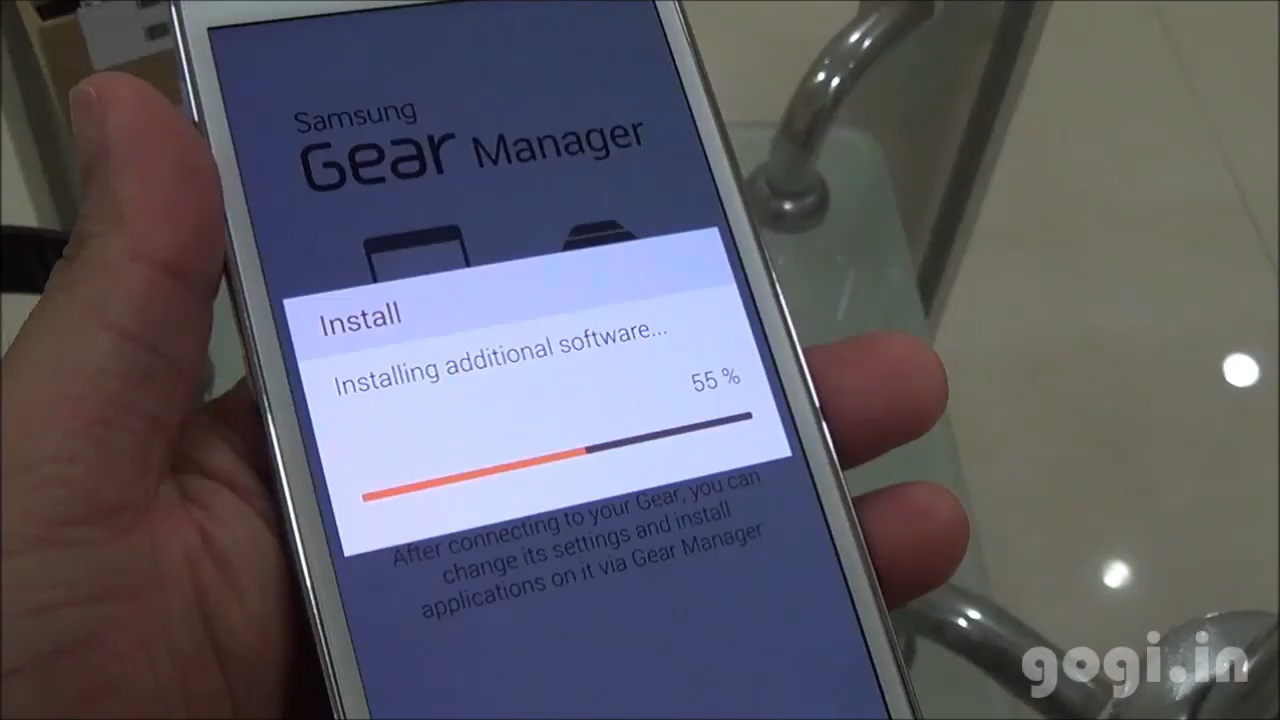 Samsung
Gear Manager
Install
Installing additional software...
55 %
After connecting to your Gear, you can
change its settings and install
applications on it via Gear Manager
gogi.in